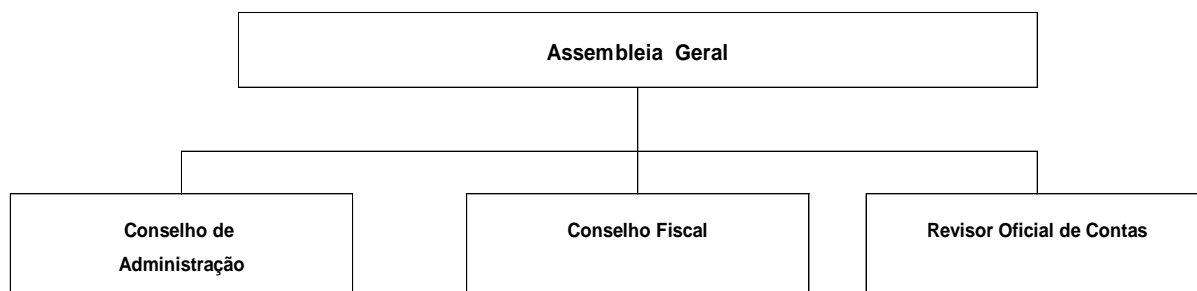 Assembleia Geral
Conselho de
Administração
Conselho Fiscal
Revisor Oficial de Contas